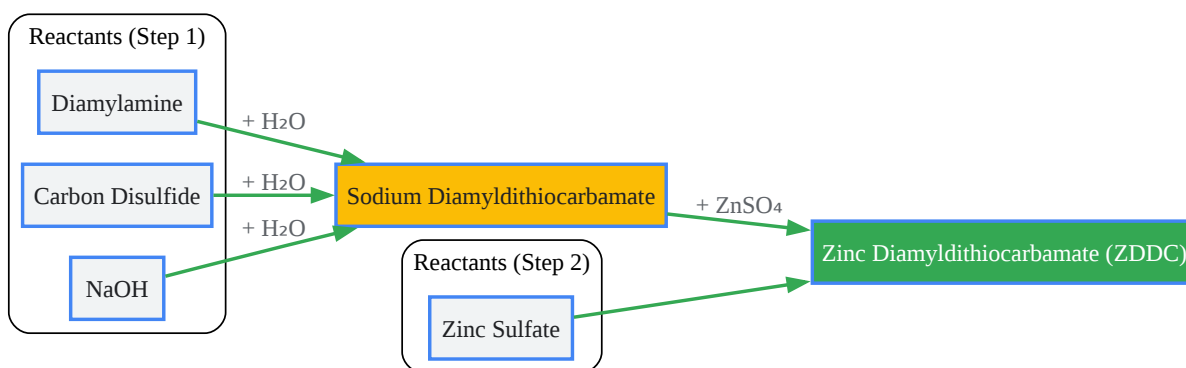 Reactants (Step 1)
Diamylamine
+ H₂O
Carbon Disulfide
+ H₂O
Sodium Diamyldithiocarbamate
+ ZnSO₄
+ H₂O
NaOH
Reactants (Step 2)
Zinc Sulfate
Zinc Diamyldithiocarbamate (ZDDC)